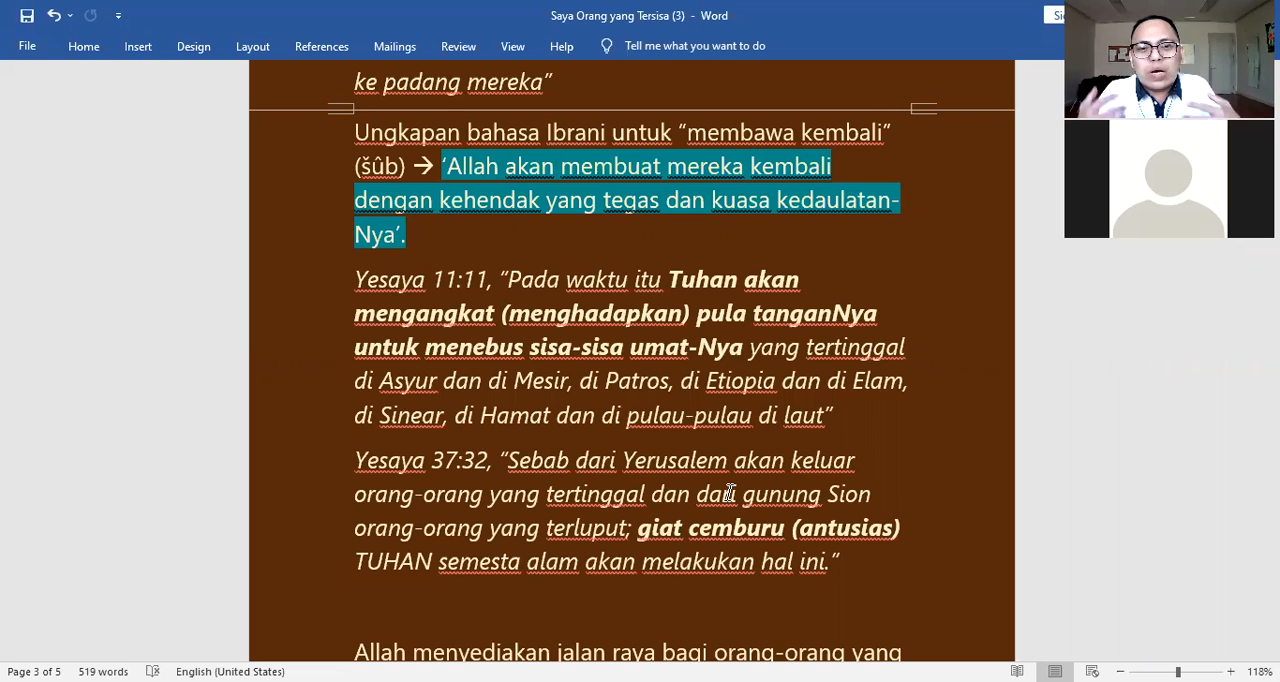 Saya Orang yang Tersisa (3) - Word
File Home Insert Design Layout References Mailings Review View Help Tell me what you want to do
ke padang mereka”
Ungkapan bahasa Ibrani untuk “membawa kembali”
(šûb) → ‘Allah akan membuat mereka kembali
dengan kehendak yang tegas dan kuasa kedaulatan-
Nya’.
Yesaya 11:11, “Pada waktu itu Tuhan akan
mengangkat (menghadapkan) pula tanganNya
untuk menebus sisa-sisa umat-Nya yang tertinggal
di Asyur dan di Mesir, di Patros, di Etiopia dan di Elam,
di Sinear, di Hamat dan di pulau-pulau di laut”
Yesaya 37:32, “Sebab dari Yerusalem akan keluar
orang-orang yang tertinggal dan dari gunung Sion
orang-orang yang terluput; giat cemburu (antusias)
TUHAN semesta alam akan melakukan hal ini.”
Allah menyediakan jalan raya bagi orang-orang yang
Page 3 of 5 519 words English (United States) 118%